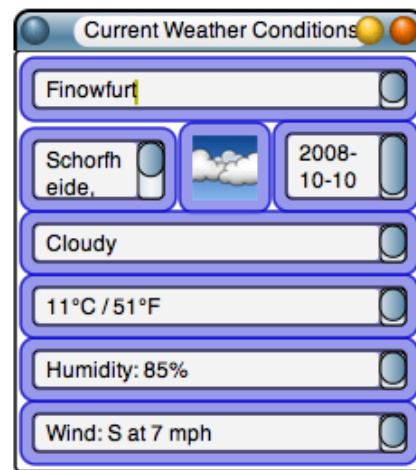 Current Weather Conditions
Finowfurt
Schorfh
eide,
2008-
10-10
Cloudy
11°C / 51°F
Humidity: 85%
Wind: S at 7 mph